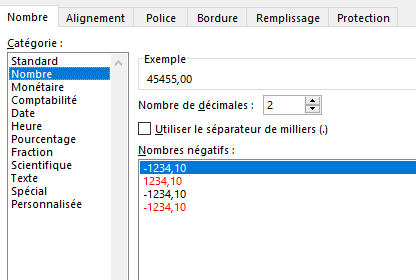 Nombre Alignement Police Bordure Remplissage Protection
Catégorie :
Standard
Nombre
Monétaire
Comptabilité
Date
Heure
Pourcentage
Fraction
Scientifique
Texte
Spécial
Personnalisée
Exemple
45455,00
Nombre de décimales : 2
Utiliser le séparateur de milliers (.)
Nombres négatifs :
-1234,10
1234,10
-1234,10
-1234,10